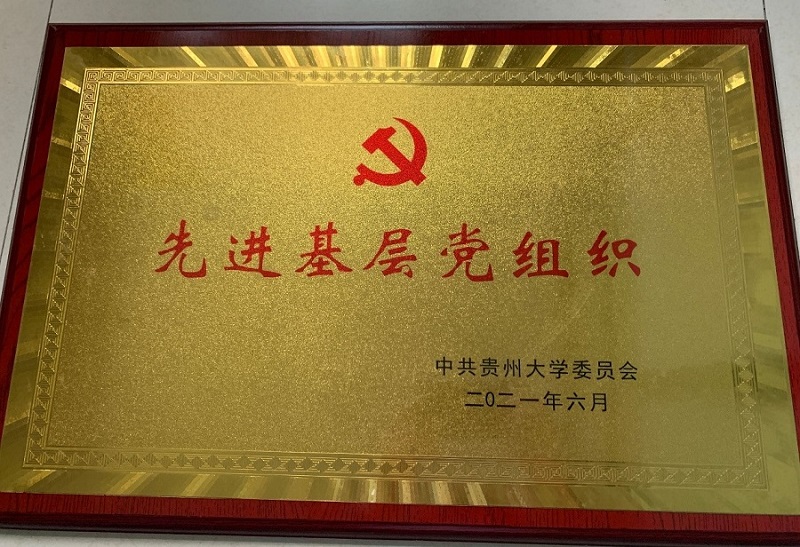 先进基层党组织
中共贵州大学委员会
二0二一年六月